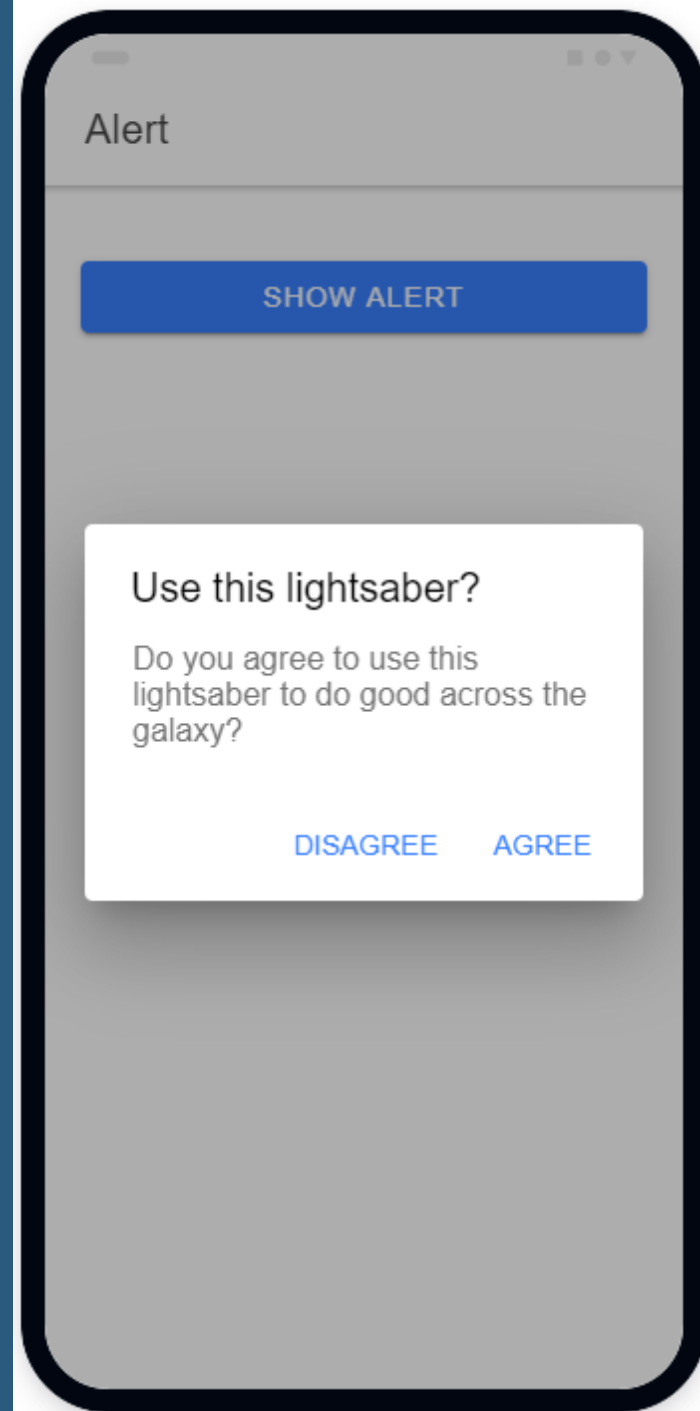 Alert
SHOW ALERT
Use this lightsaber?
Do you agree to use this
lightsaber to do good across the
galaxy?
DISAGREE AGREE